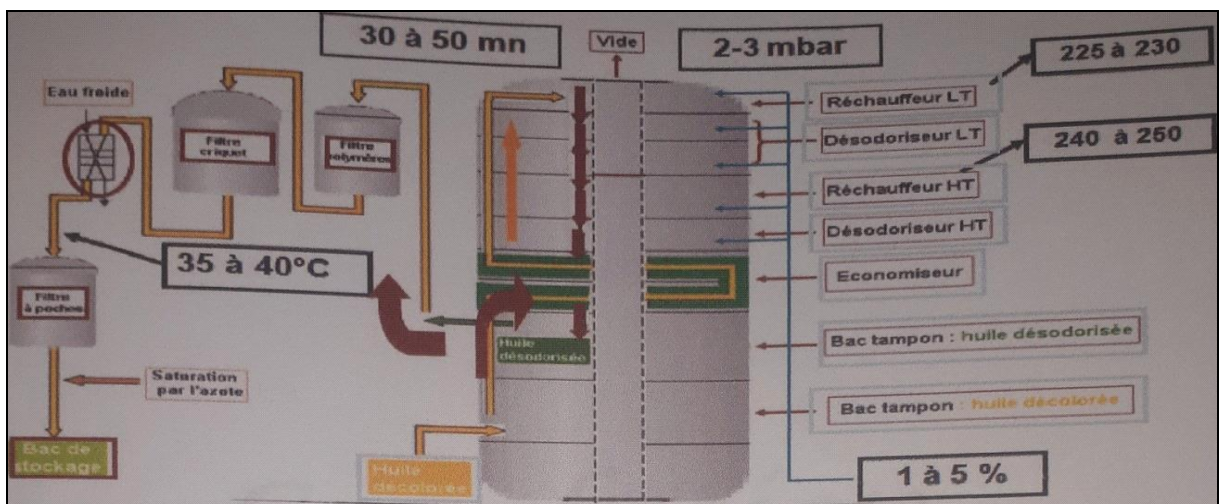 30 à 50 mn
Vide
2-3 mbar
225 à 230
Eau froide
Réchauffeur LT
Filtre
criquet
Filtre
Polymères
Désodoriseur LT
240 à 250
Réchauffeur HT
Désodoriseur HT
35 à 40°C
Economiseur
Filtre
à poches
Huile
désodorisée
Bac tampon : huile désodorisée
Saturation
par l'azote
Bac tampon : huile décolorée
Bac de
stockage
Huile
décolorée
1 à 5 %